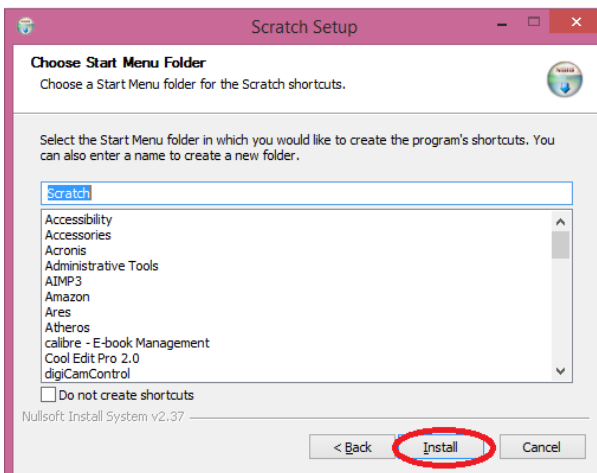 Scratch Setup
Choose Start Menu Folder
Choose a Start Menu folder for the Scratch shortcuts.
Select the Start Menu folder in which you would like to create the program's shortcuts. You
can also enter a name to create a new folder.
Scratch
Accessibility
Accessories
Acronis
Administrative Tools
AIMP3
Amazon
Ares
Atheros
calibre - E-book Management
Cool Edit Pro 2.0
digiCamControl
Do not create shortcuts
Nullsoft Install System v2.37
< Back Install Cancel